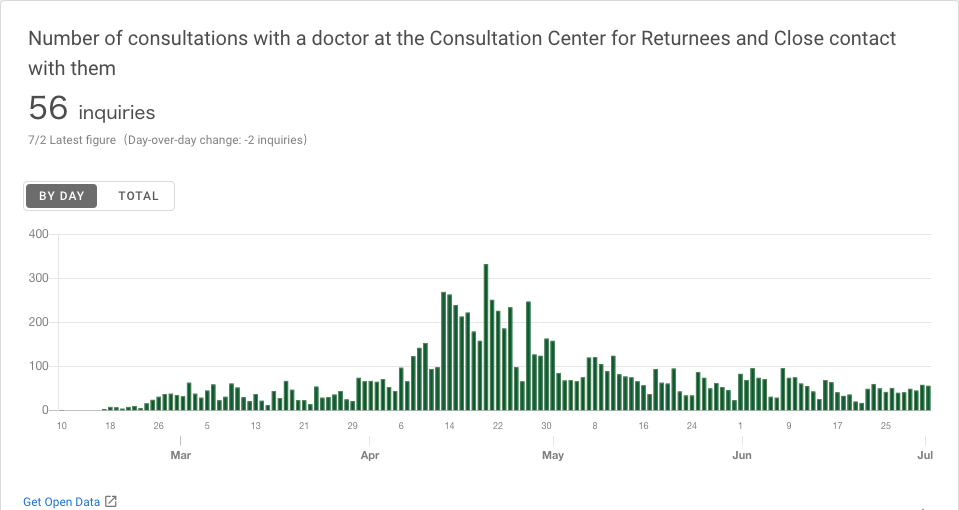 Number of consultations with a doctor at the Consultation Center for Returnees and Close contact
with them
56 inquiries
7/2 Latest figure（Day-over-day change: -2 inquiries）
BY DAY TOTAL
400
300
200
100
0
10 18 26 5 13 21 29 6 14 22 30 8 16 24 1 9 17 25
Mar Apr May Jun Jul
Get Open Data